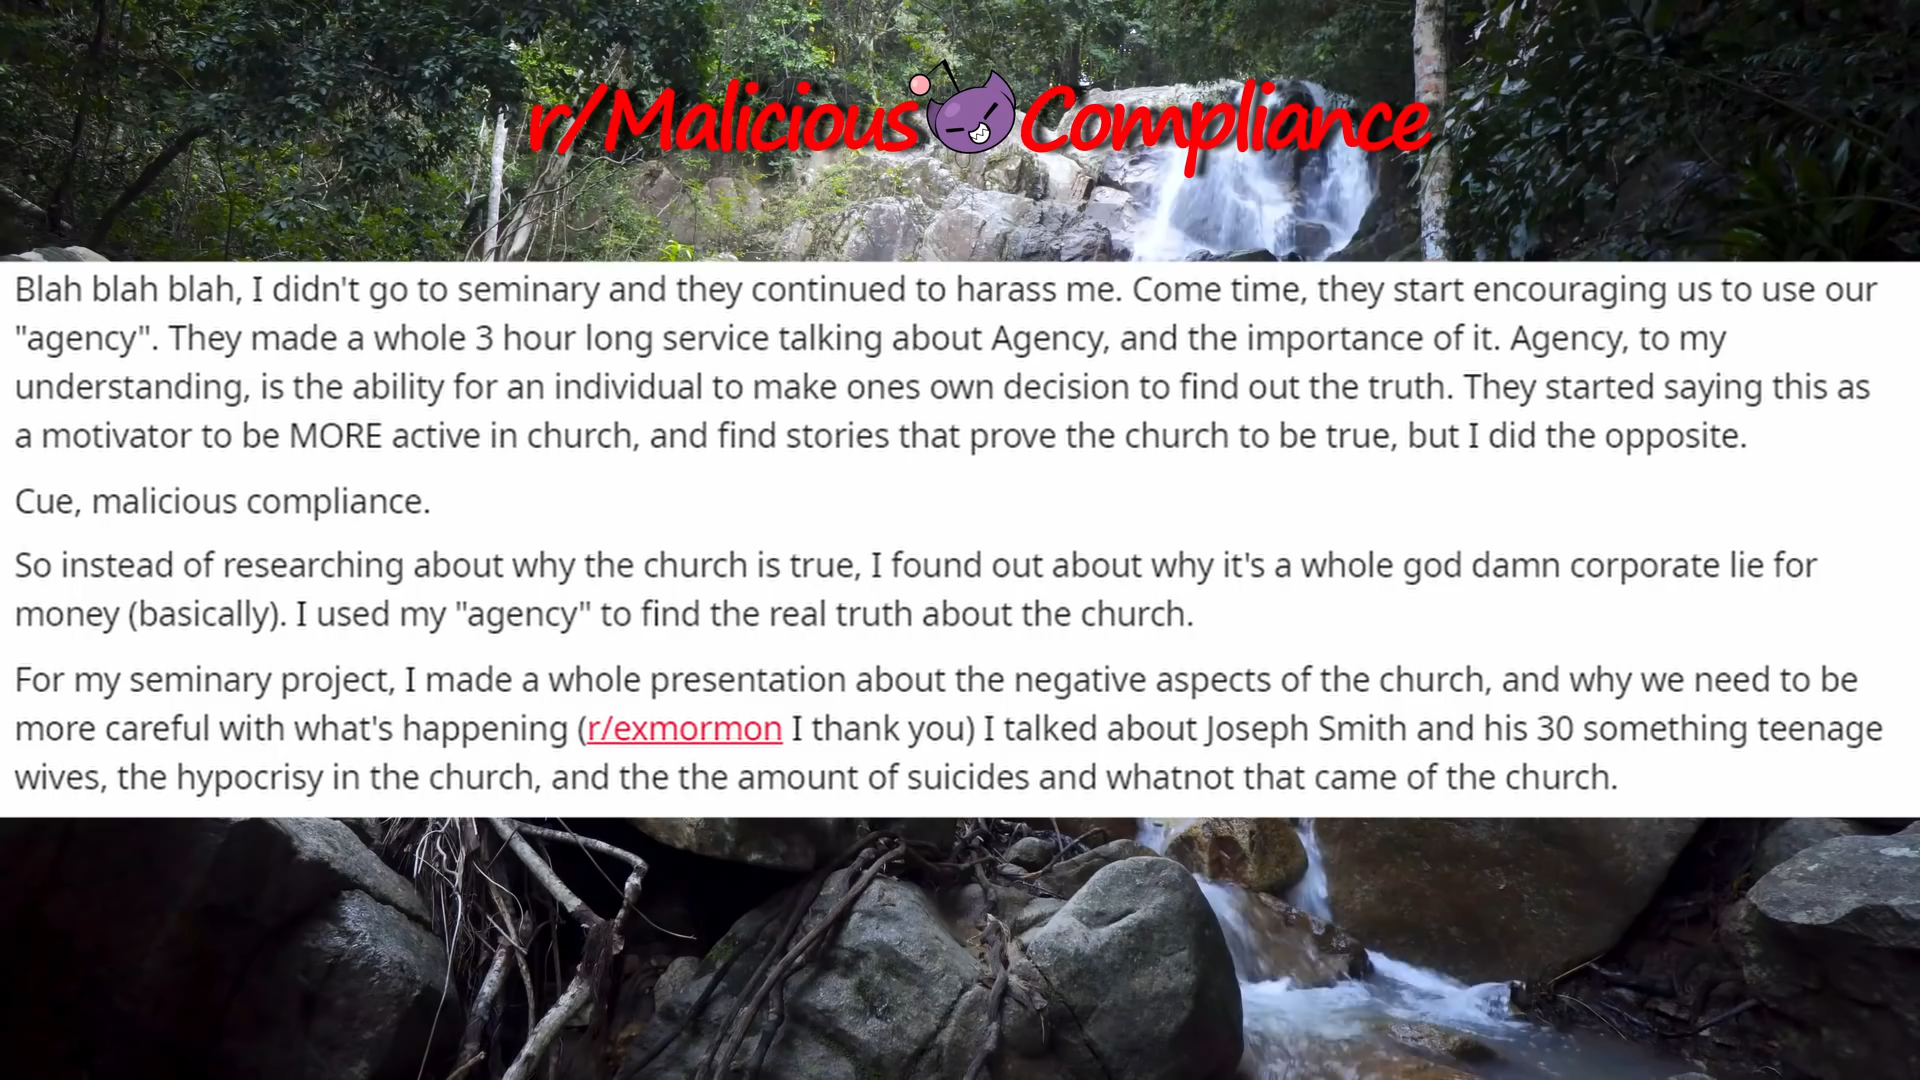 r/Malicious Compliance
Blah blah blah, I didn't go to seminary and they continued to harass me. Come time, they start encouraging us to use our
"agency". They made a whole 3 hour long service talking about Agency, and the importance of it. Agency, to my
understanding, is the ability for an individual to make ones own decision to find out the truth. They started saying this as
a motivator to be MORE active in church, and find stories that prove the church to be true, but I did the opposite.
Cue, malicious compliance.
So instead of researching about why the church is true, I found out about why it's a whole god damn corporate lie for
money (basically). I used my "agency" to find the real truth about the church.
For my seminary project, I made a whole presentation about the negative aspects of the church, and why we need to be
more careful with what's happening (r/exmormon I thank you) I talked about Joseph Smith and his 30 something teenage
wives, the hypocrisy in the church, and the the amount of suicides and whatnot that came of the church.